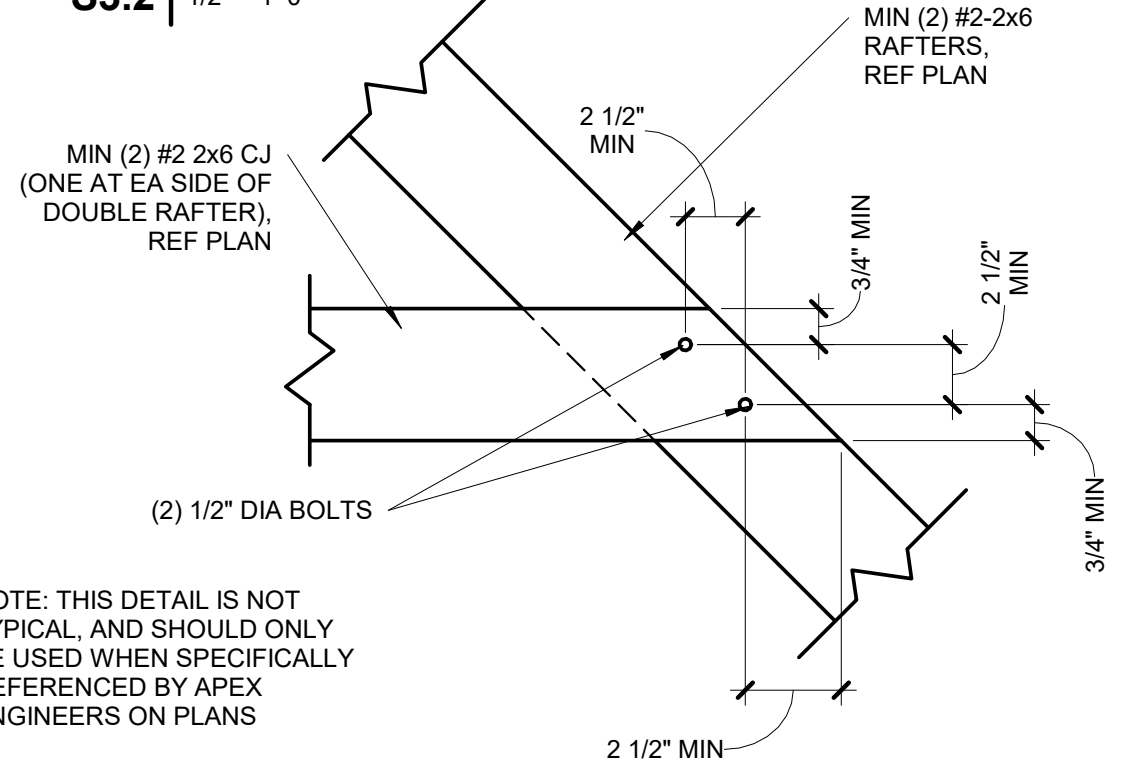 MIN (2) #2-2x6
RAFTERS,
REF PLAN
2 1/2"
MIN
MIN (2) #2 2x6 CJ
(ONE AT EA SIDE OF
DOUBLE RAFTER),
REF PLAN
3/4" MIN
2 1/2"
MIN
(2) 1/2" DIA BOLTS
3/4" MIN
OTE: THIS DETAIL IS NOT
YPICAL, AND SHOULD ONLY
E USED WHEN SPECIFICALLY
EFERENCED BY APEX
NGINEERS ON PLANS
2 1/2" MIN